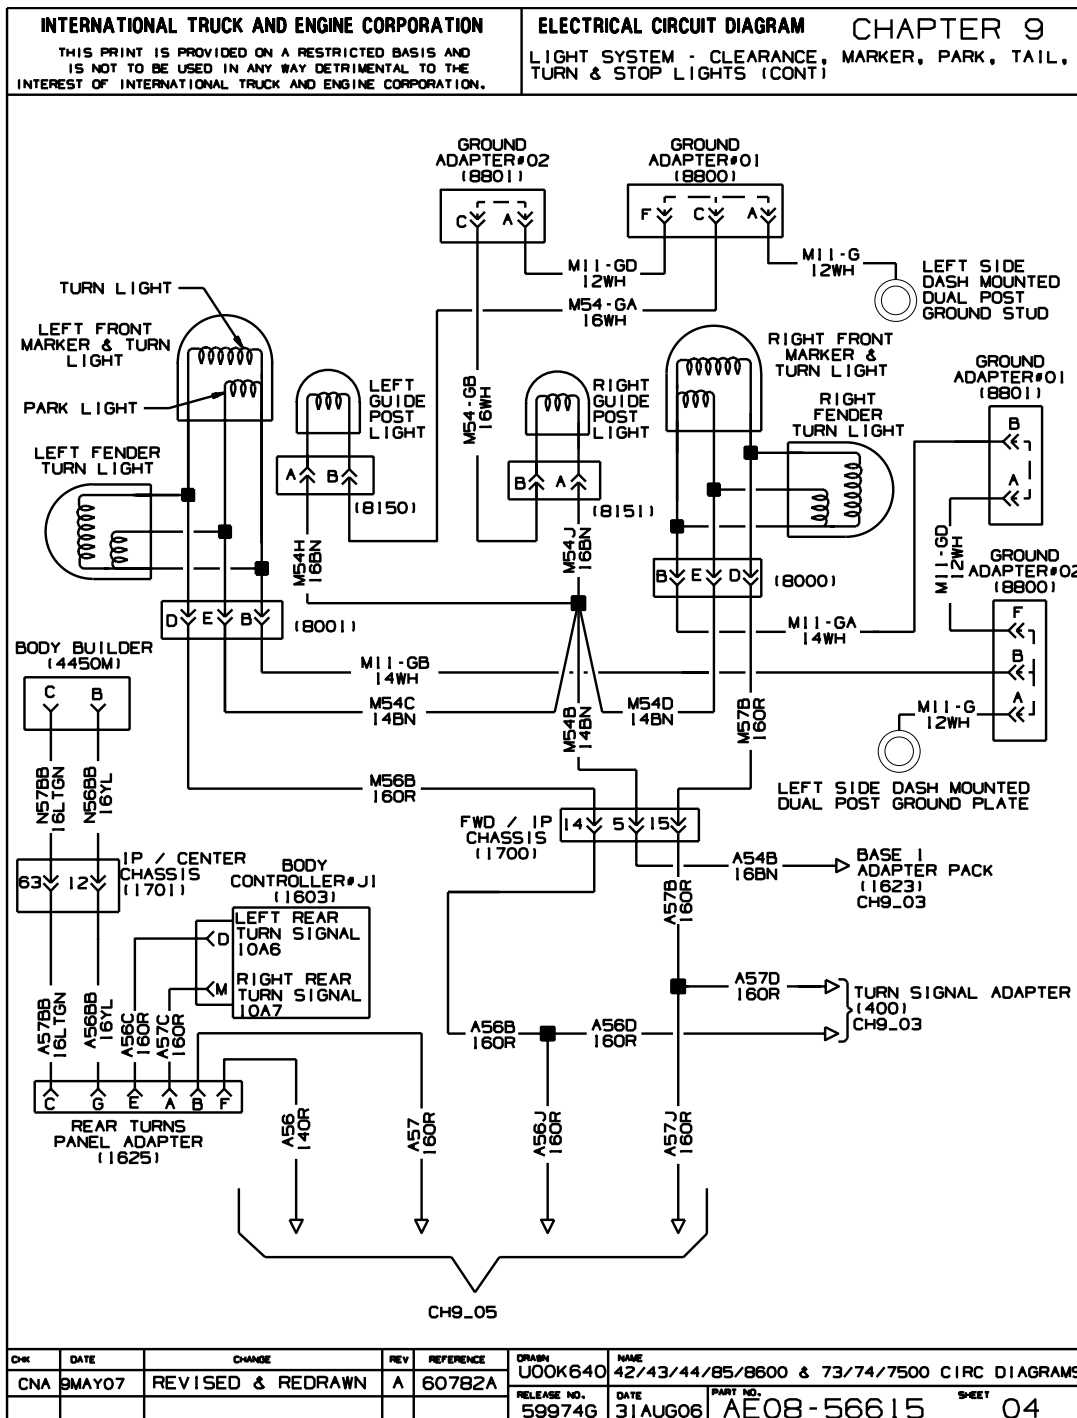 INTERNATIONAL TRUCK AND ENGINE CORPORATION
THIS PRINT IS PROVIDED ON A RESTRICTED BASIS AND
IS NOT TO BE USED IN ANY WAY DETRIMENTAL TO THE
INTEREST OF INTERNATIONAL TRUCK AND ENGINE CORPORATION.
ELECTRICAL CIRCUIT DIAGRAM
CHAPTER 9
LIGHT SYSTEM - CLEARANCE, MARKER, PARK, TAIL,
TURN & STOP LIGHTS (CONT)
GROUND
ADAPTER#02
(8801)
C A
GROUND
ADAPTER#01
(8800)
F C A
M11-GD
12WH
M11-G
12WH
M54-GA
16WH
LEFT SIDE
DASH MOUNTED
DUAL POST
GROUND STUD
TURN LIGHT
LEFT FRONT
MARKER & TURN
LIGHT
PARK LIGHT
LEFT FENDER
TURN LIGHT
LEFT
GUIDE
POST
LIGHT
A B
(8150)
M54-GB
16WH
RIGHT
GUIDE
POST
LIGHT
B A
(8151)
RIGHT FRONT
MARKER &
TURN LIGHT
RIGHT
FENDER
TURN LIGHT
GROUND
ADAPTER#01
(8801)
B
A
M11-GD
12WH
GROUND
ADAPTER#02
(8800)
F
B
A
M54H
16BN
M54J
16BN
B E D
(8000)
D E B
(8001)
M11-GA
14WH
M11-GB
14WH
M54C
14BN
M54B
14BN
M54D
14BN
M57B
16OR
M11-G
12WH
LEFT SIDE DASH MOUNTED
DUAL POST GROUND PLATE
BODY BUILDER
(4450M)
C B
N57BB
16LTGN
N56BB
16YL
M56B
16OR
FWD / IP
CHASSIS
(1700)
14 5 15
IP / CENTER
CHASSIS
(1701)
63 12
BODY
CONTROLLER#J1
(1603)
LEFT REAR
TURN SIGNAL
10A6
D
RIGHT REAR
TURN SIGNAL
10A7
M
A54B
16BN
BASE 1
ADAPTER PACK
(1623)
CH9_03
A57B
16OR
A57D
16OR
TURN SIGNAL ADAPTER
(400)
CH9_03
A56B
16OR
A56D
16OR
A57BB
16LTGN
A56BB
16YL
A56C
16OR
A57C
16OR
C G E A B F
REAR TURNS
PANEL ADAPTER
(1625)
A56
14OR
A57
16OR
A56J
16OR
A57J
16OR
CH9_05
CHK DATE CHANGE REV REFERENCE
CNA 9MAY07 REVISED & REDRAWN A 60782A
DRAWN
U00K640
NAME
42/43/44/85/8600 & 73/74/7500 CIRC DIAGRAMS
RELEASE NO.
59974G
DATE
31AUG06
PART NO.
AE08-56615
SHEET
04